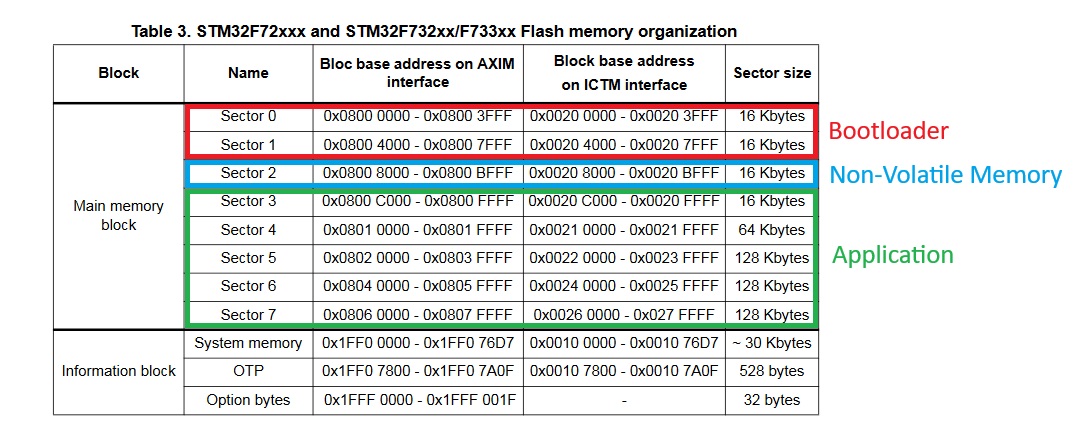 Table 3. STM32F72xxx and STM32F732xx/F733xx Flash memory organization
Block Name Bloc base address on AXIM interface Block base address on ICTM interface Sector size
Main memory block
Sector 0 0x0800 0000 - 0x0800 3FFF 0x0020 0000 - 0x0020 3FFF 16 Kbytes
Sector 1 0x0800 4000 - 0x0800 7FFF 0x0020 4000 - 0x0020 7FFF 16 Kbytes
Bootloader
Sector 2 0x0800 8000 - 0x0800 BFFF 0x0020 8000 - 0x0020 BFFF 16 Kbytes
Non-Volatile Memory
Sector 3 0x0800 C000 - 0x0800 FFFF 0x0020 C000 - 0x0020 FFFF 16 Kbytes
Sector 4 0x0801 0000 - 0x0801 FFFF 0x0021 0000 - 0x0021 FFFF 64 Kbytes
Sector 5 0x0802 0000 - 0x0803 FFFF 0x0022 0000 - 0x0023 FFFF 128 Kbytes
Application
Sector 6 0x0804 0000 - 0x0805 FFFF 0x0024 0000 - 0x0025 FFFF 128 Kbytes
Sector 7 0x0806 0000 - 0x0807 FFFF 0x0026 0000 - 0x027 FFFF 128 Kbytes
Information block
System memory 0x1FF0 0000 - 0x1FF0 76D7 0x0010 0000 - 0x0010 76D7 ~ 30 Kbytes
OTP 0x1FF0 7800 - 0x1FF0 7A0F 0x0010 7800 - 0x0010 7A0F 528 bytes
Option bytes 0x1FFF 0000 - 0x1FFF 001F - 32 bytes